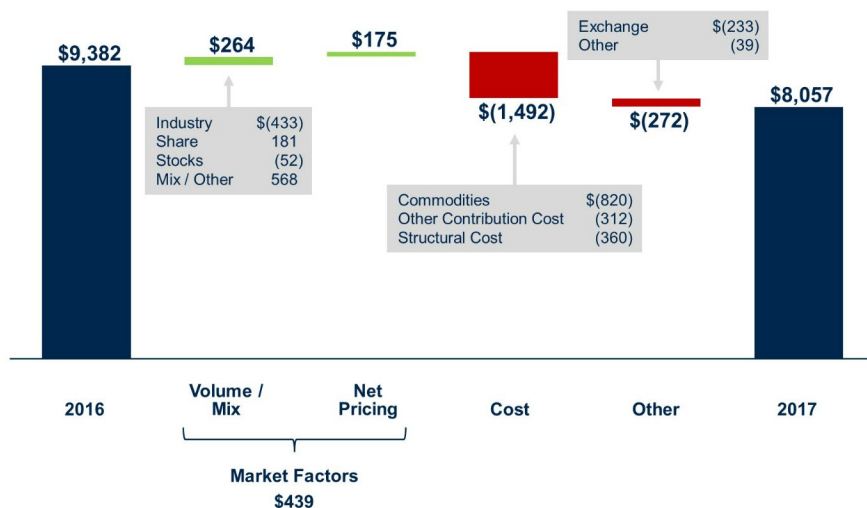 $9,382
$264
$175
Exchange $(233)
Other (39)
$(1,492)
$(272)
$8,057
Industry $(433)
Share 181
Stocks (52)
Mix / Other 568
Commodities $(820)
Other Contribution Cost (312)
Structural Cost (360)
2016
Volume /
Mix
Net
Pricing
Cost
Other
2017
Market Factors
$439